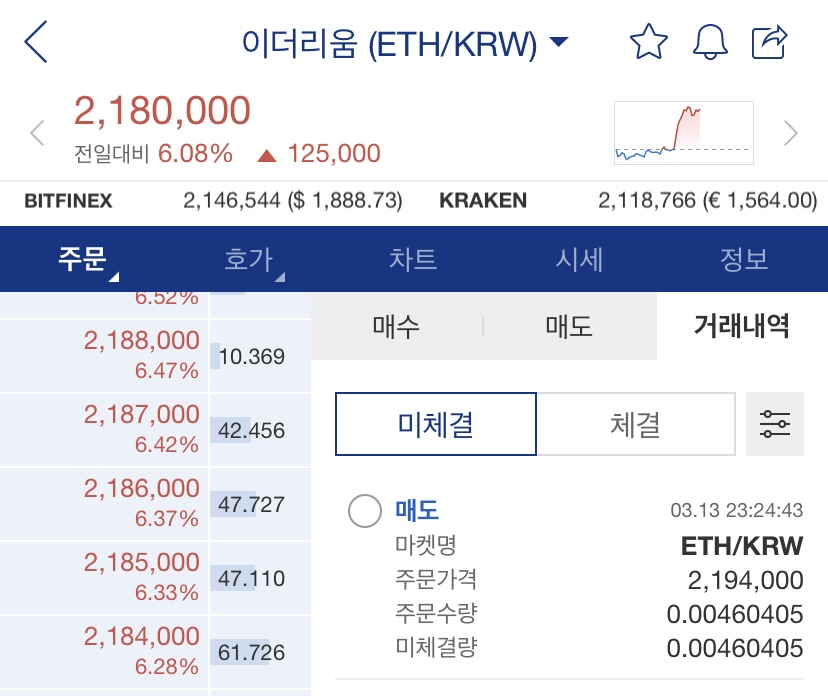 이더리움 (ETH/KRW)
2,180,000
전일대비 6.08% ▲ 125,000
BITFINEX 2,146,544 ($ 1,888.73) KRAKEN 2,118,766 (€ 1,564.00)
주문 호가 차트 시세 정보
6.52%
2,188,000
6.47%
10.369
2,187,000
6.42%
42.456
2,186,000
6.37%
47.727
2,185,000
6.33%
47.110
2,184,000
6.28%
61.726
매수 매도 거래내역
미체결 체결
매도 03.13 23:24:43
마켓명 ETH/KRW
주문가격 2,194,000
주문수량 0.00460405
미체결량 0.00460405